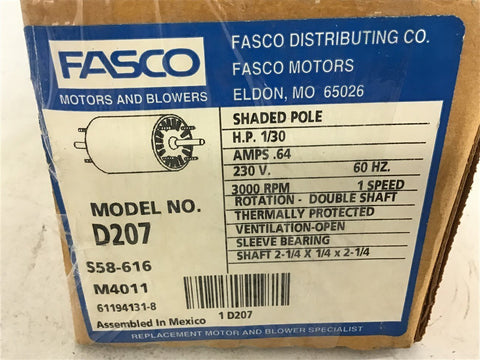 FASCO
MOTORS AND BLOWERS
FASCO DISTRIBUTING CO.
FASCO MOTORS
ELDON, MO 65026
SHADED POLE
H.P. 1/30
AMPS .64
230 V. 60 HZ.
3000 RPM 1 SPEED
ROTATION - DOUBLE SHAFT
THERMALLY PROTECTED
VENTILATION-OPEN
SLEEVE BEARING
SHAFT 2-1/4 X 1/4 x 2-1/4
MODEL NO.
D207
S58-616
M4011
61194131-8
Assembled In Mexico 1 D207
REPLACEMENT MOTOR AND BLOWER SPECIALIST